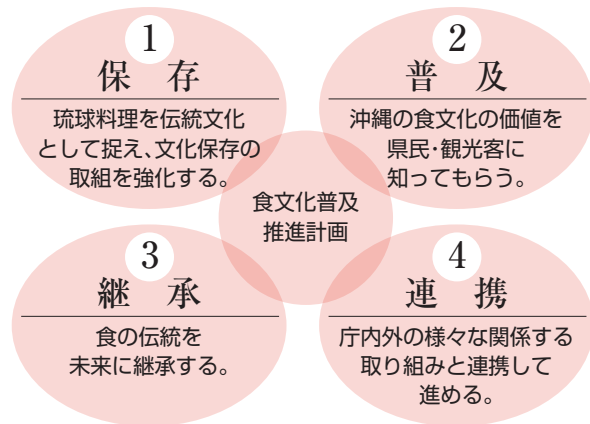 1
保　存
琉球料理を伝統文化
として捉え、文化保存の
取組を強化する。
2
普　及
沖縄の食文化の価値を
県民・観光客に
知ってもらう。
食文化普及
推進計画
3
継　承
食の伝統を
未来に継承する。
4
連　携
庁内外の様々な関係する
取り組みと連携して
進める。